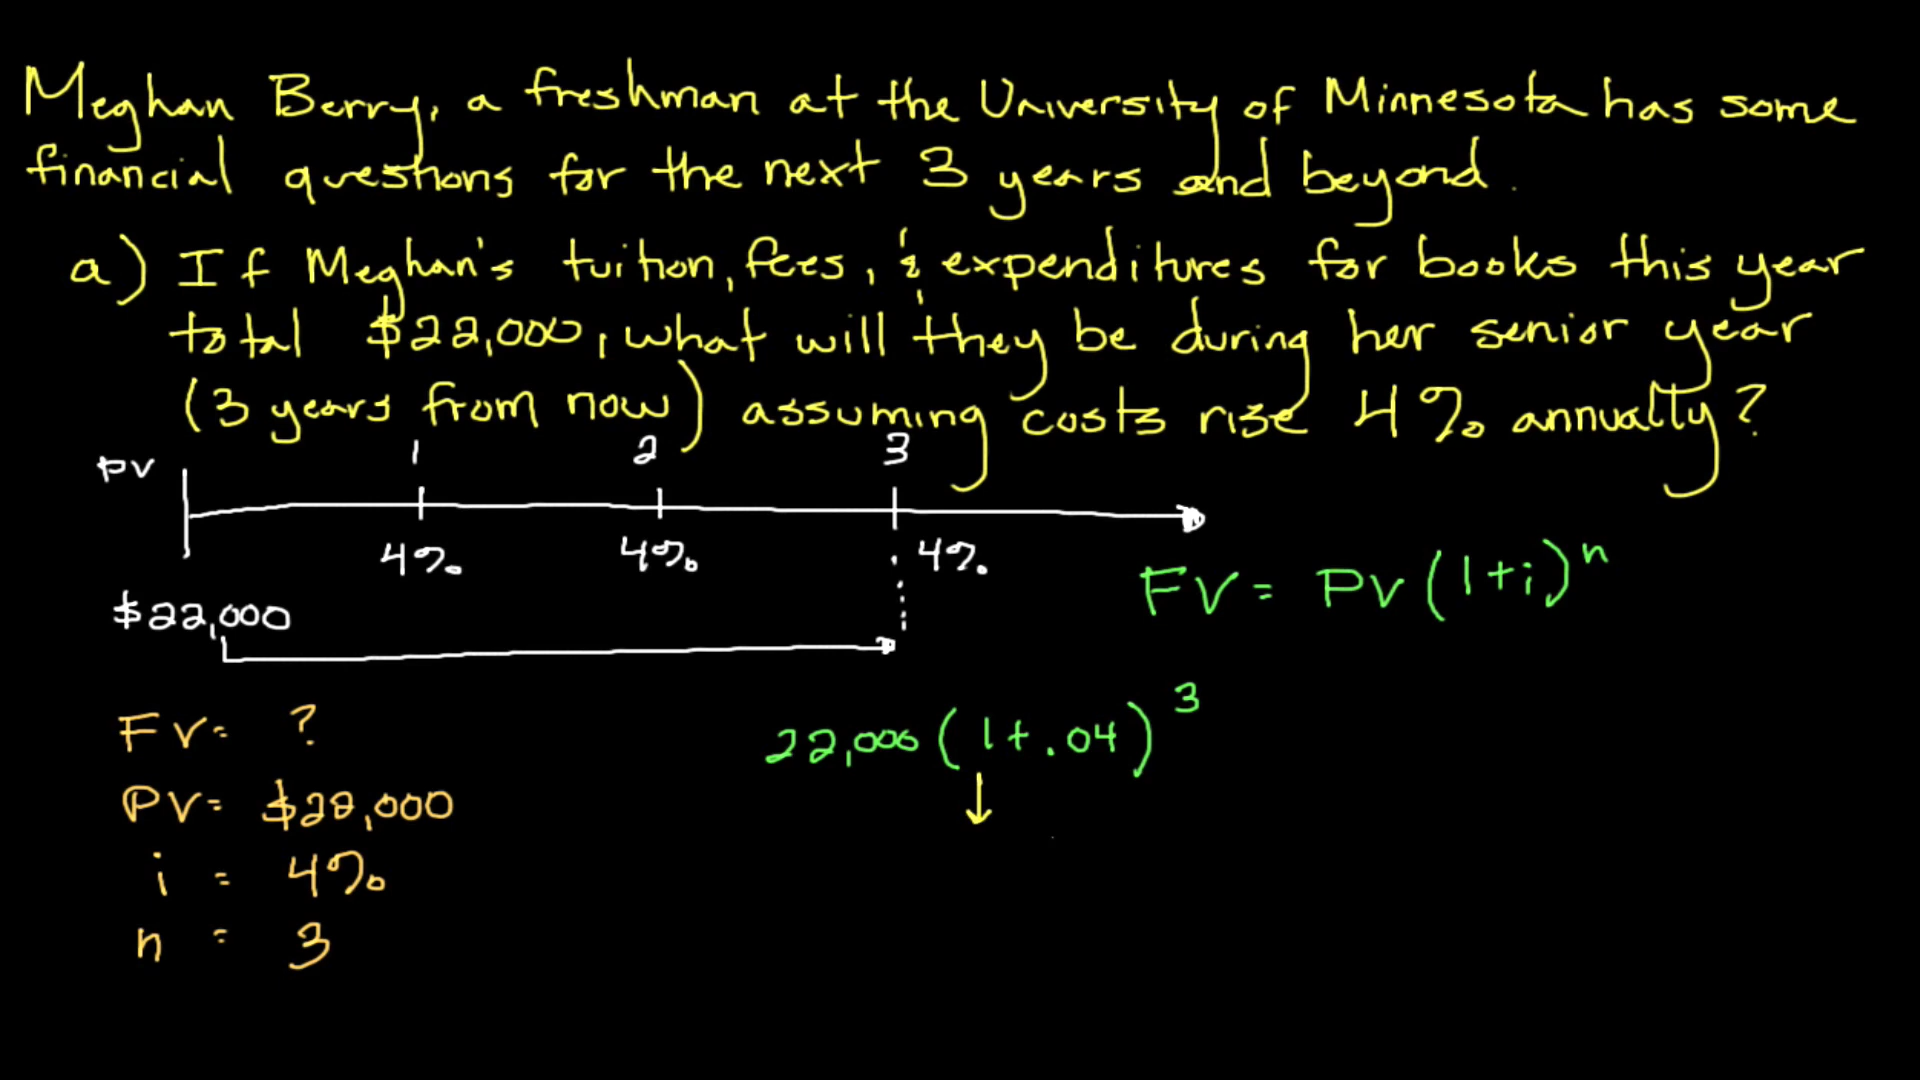 Meghan Berry, a freshman at the University of Minnesota has some
financial questions for the next 3 years and beyond.
a) If Meghan's tuition, fees, & expenditures for books this year
total $22,000, what will they be during her senior year
(3 years from now) assuming costs rise 4% annually?
PV 1 2 3
4% 4% 4%
FV = PV(1+i)^n
$22,000
FV= ?
22,000(1+.04)^3
PV= $22,000
i = 4%
n = 3